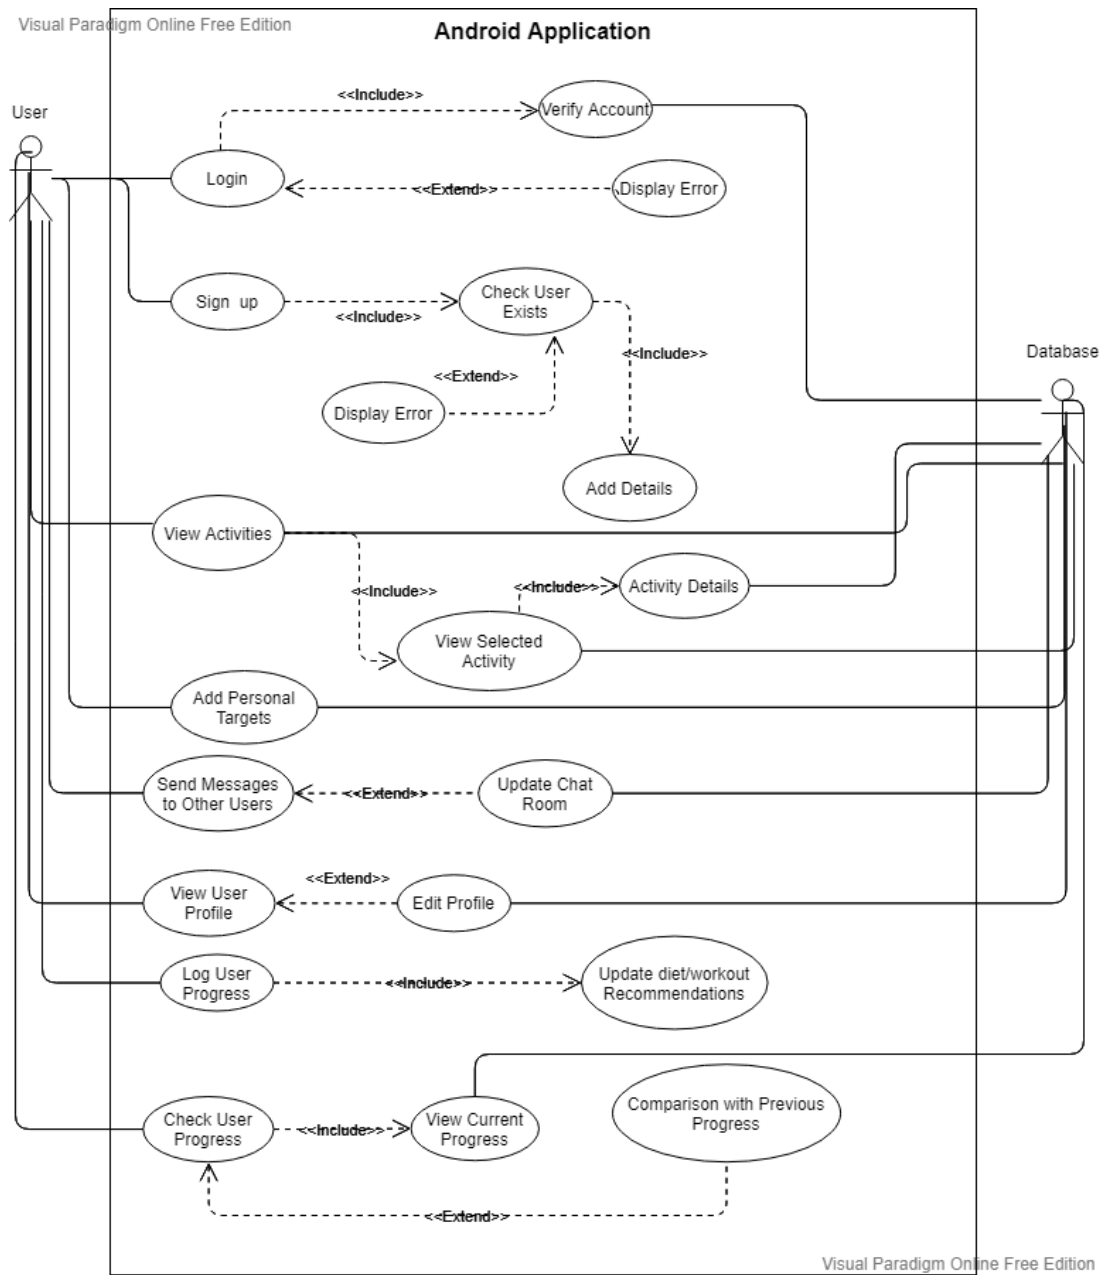 Visual Paradigm Online Free Edition
Android Application
User
<<Include>>
Verify Account
Login
<<Extend>>
Display Error
Sign up
<<Include>>
Check User
Exists
<<Include>>
Database
<<Extend>>
Display Error
Add Details
View Activities
<<Include>>
<<Include>>
Activity Details
View Selected
Activity
Add Personal
Targets
Send Messages
to Other Users
<<Extend>>
Update Chat
Room
<<Extend>>
View User
Profile
Edit Profile
Log User
Progress
<<Include>>
Update diet/workout
Recommendations
Comparison with Previous
Progress
Check User
Progress
<<Include>>
View Current
Progress
<<Extend>>
Visual Paradigm Online Free Edition